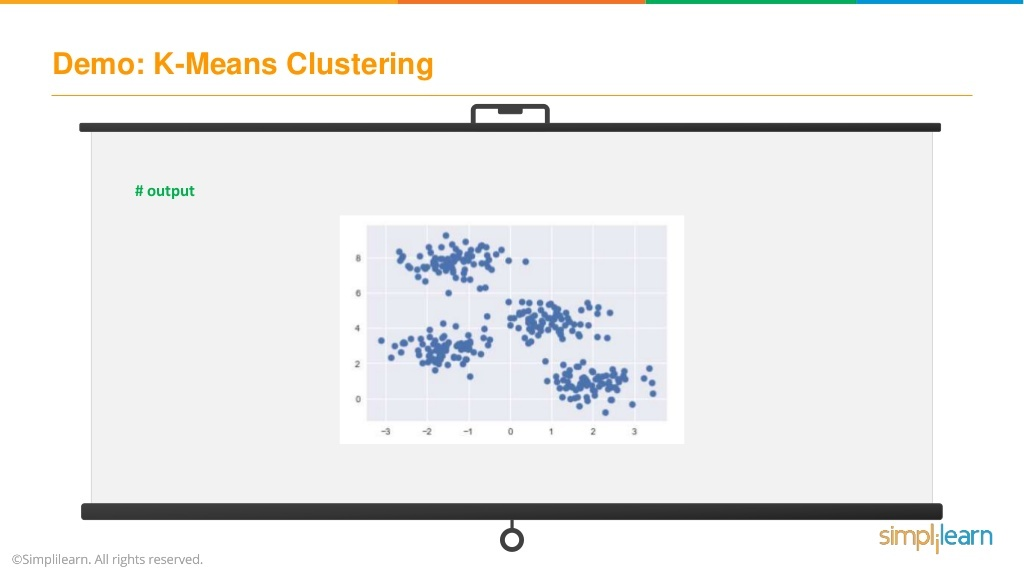 Demo: K-Means Clustering
# output
8
6
4
2
0
−3 −2 −1 0 1 2 3
simplilearn
©Simplilearn. All rights reserved.